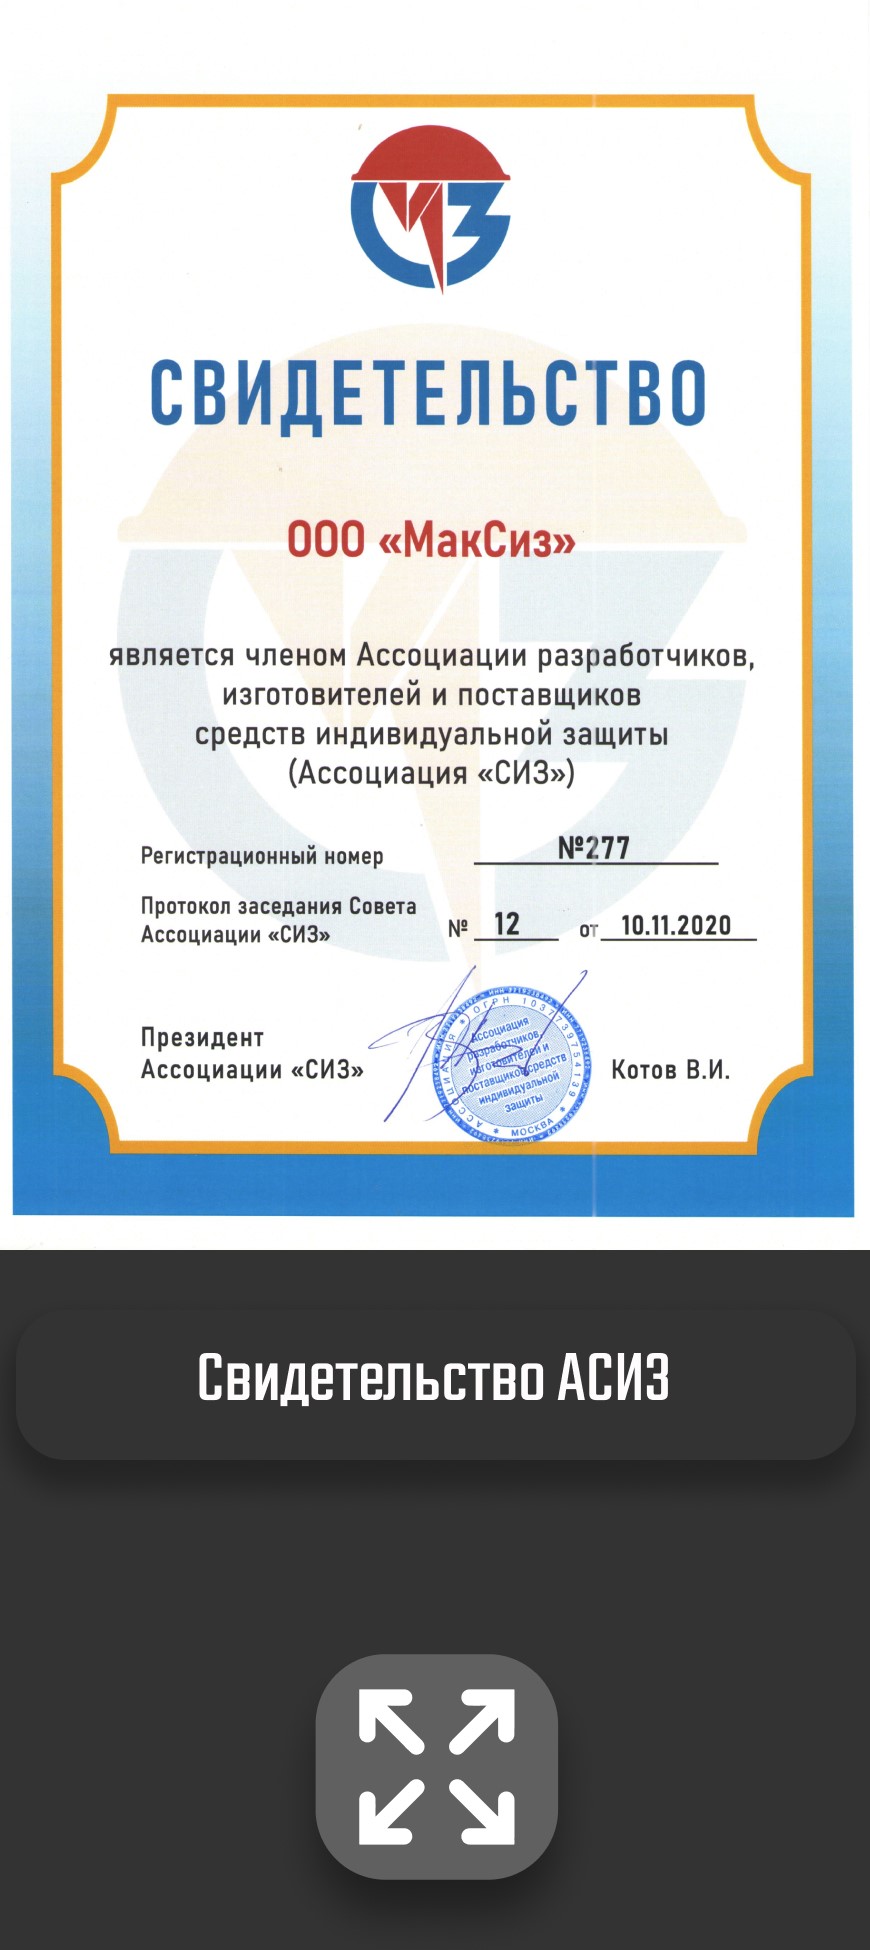 СИЗ
СВИДЕТЕЛЬСТВО
ООО «МакСиз»
является членом Ассоциации разработчиков,
изготовителей и поставщиков
средств индивидуальной защиты
(Ассоциация «СИЗ»)
Регистрационный номер №277
Протокол заседания Совета
Ассоциации «СИЗ» № 12 от 10.11.2020
Президент
Ассоциации «СИЗ» Котов В.И.
АССОЦИАЦИЯ * ОГРН 1037739754139 * МОСКВА *
Ассоциация
разработчиков,
изготовителей и
поставщиков средств
индивидуальной
защиты
Свидетельство АСИЗ